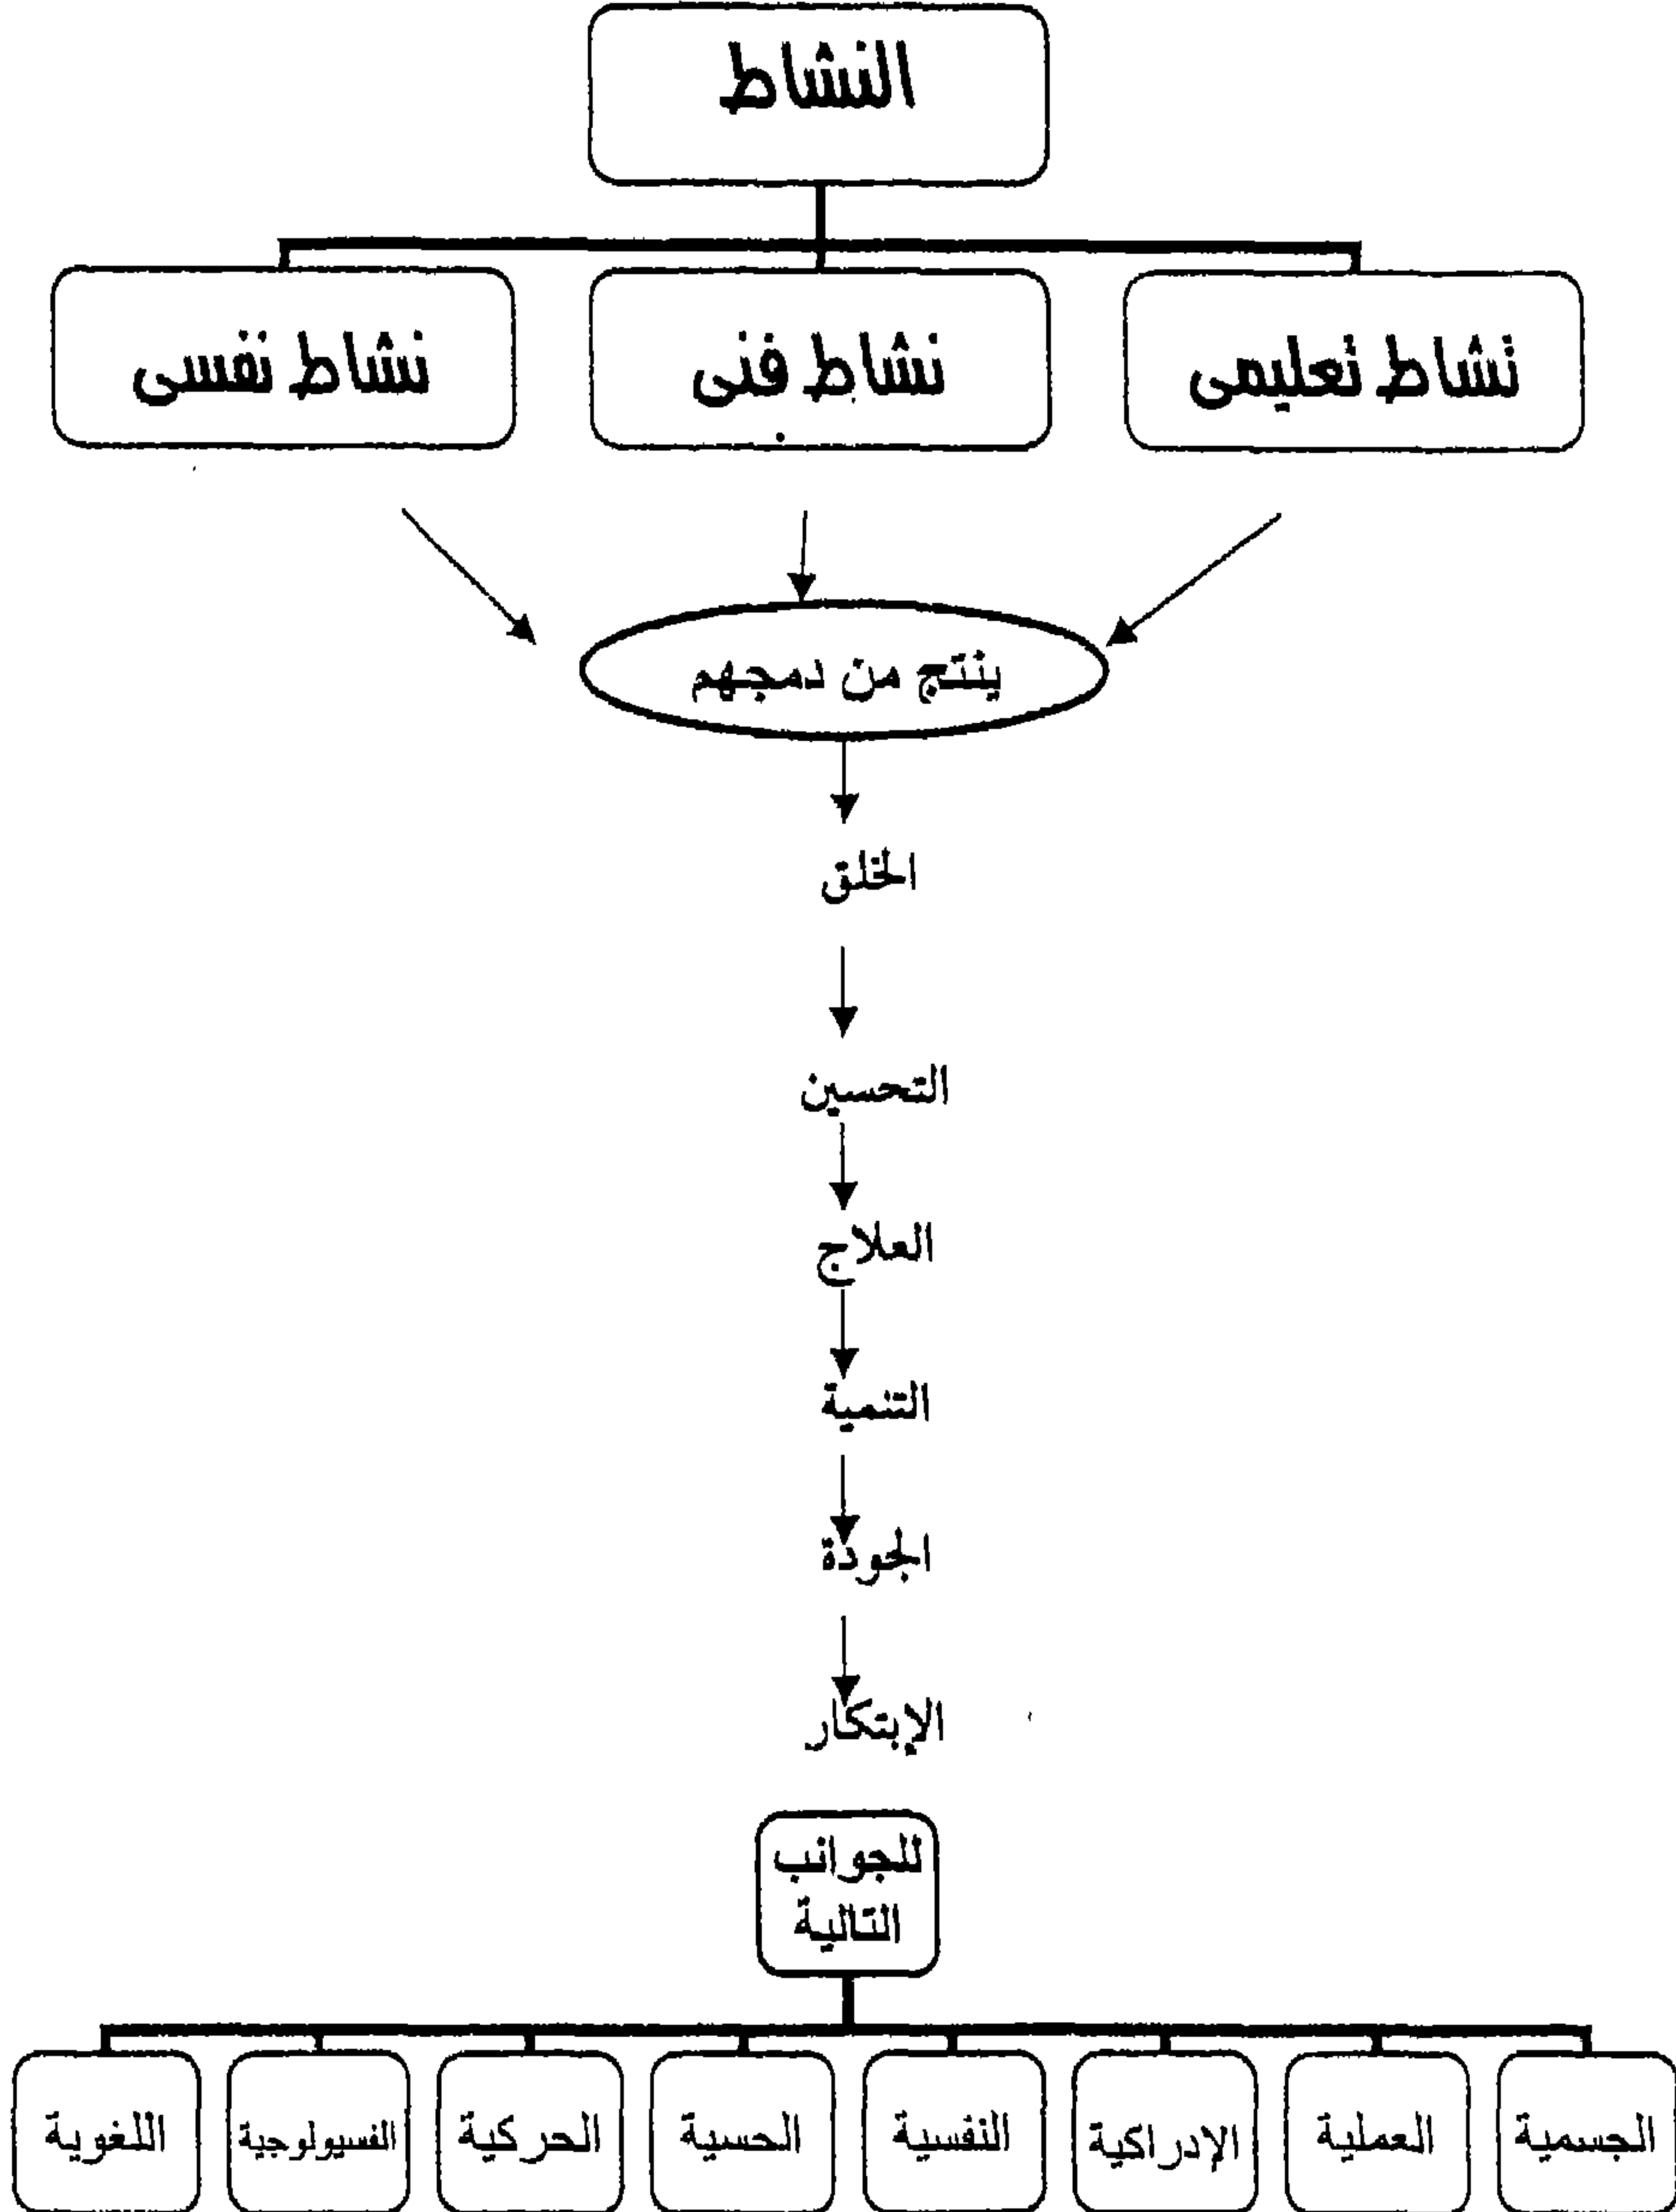 النشاط
نشاط تعليمى
نشاط فنى
نشاط نفسى
ينتج من دمجهم
الخلق
التحسين
العلاج
التنمية
الجودة
الإبتكار
للجوانب
التالية
الجسمية
العملية
الإدراكية
النفسية
الحسية
الحركية
الفسيولوجية
اللغوية